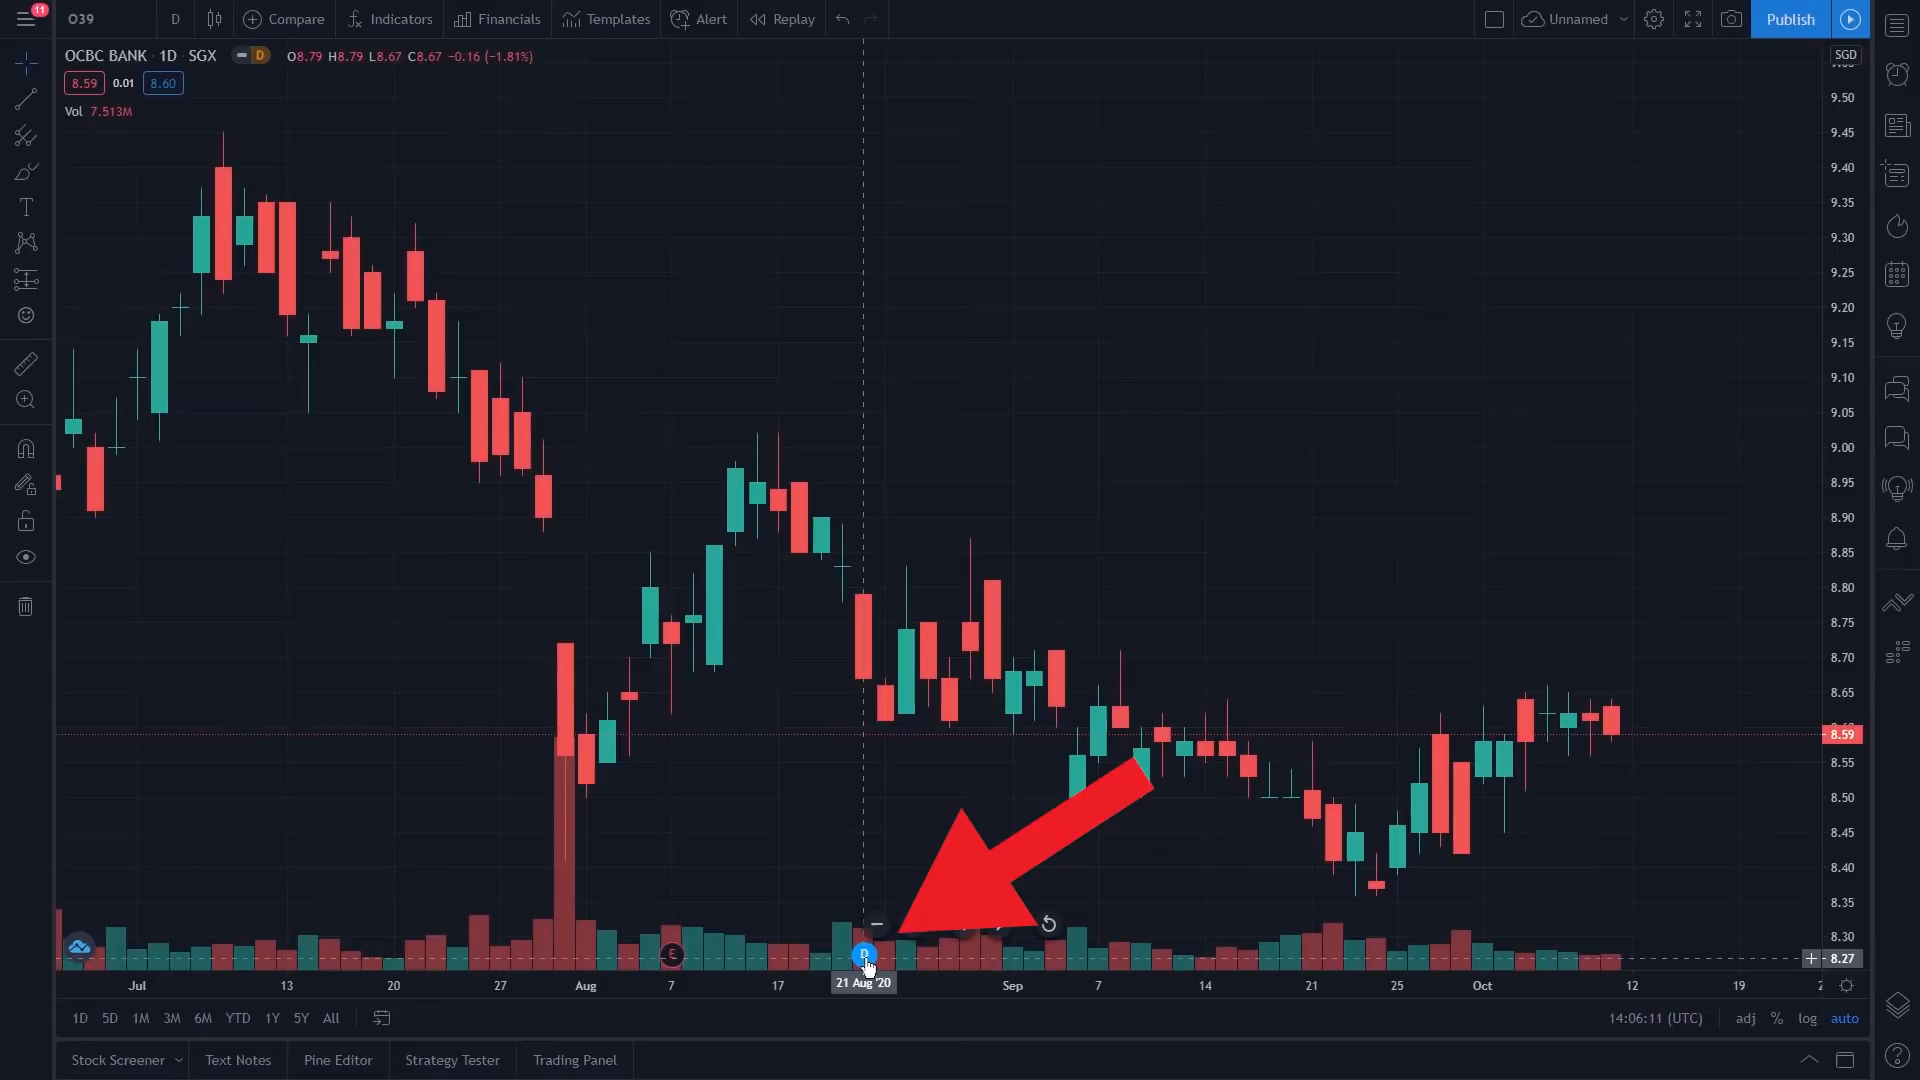 11
O39
D
Compare
Indicators
Financials
Templates
Alert
Replay
Unnamed
Publish
OCBC BANK · 1D · SGX D O8.79 H8.79 L8.67 C8.67 −0.16 (−1.81%)
8.59 0.01 8.60
Vol 7.513M
SGD
9.50
9.45
9.40
9.35
9.30
9.25
9.20
9.15
9.10
9.05
9.00
8.95
8.90
8.85
8.80
8.75
8.70
8.65
8.59
8.55
8.50
8.45
8.40
8.35
8.30
8.27
E
D
Jul 13 20 27 Aug 7 17 21 Aug '20 Sep 7 14 21 25 Oct 12 19
1D 5D 1M 3M 6M YTD 1Y 5Y All
14:06:11 (UTC) adj % log auto
Stock Screener Text Notes Pine Editor Strategy Tester Trading Panel